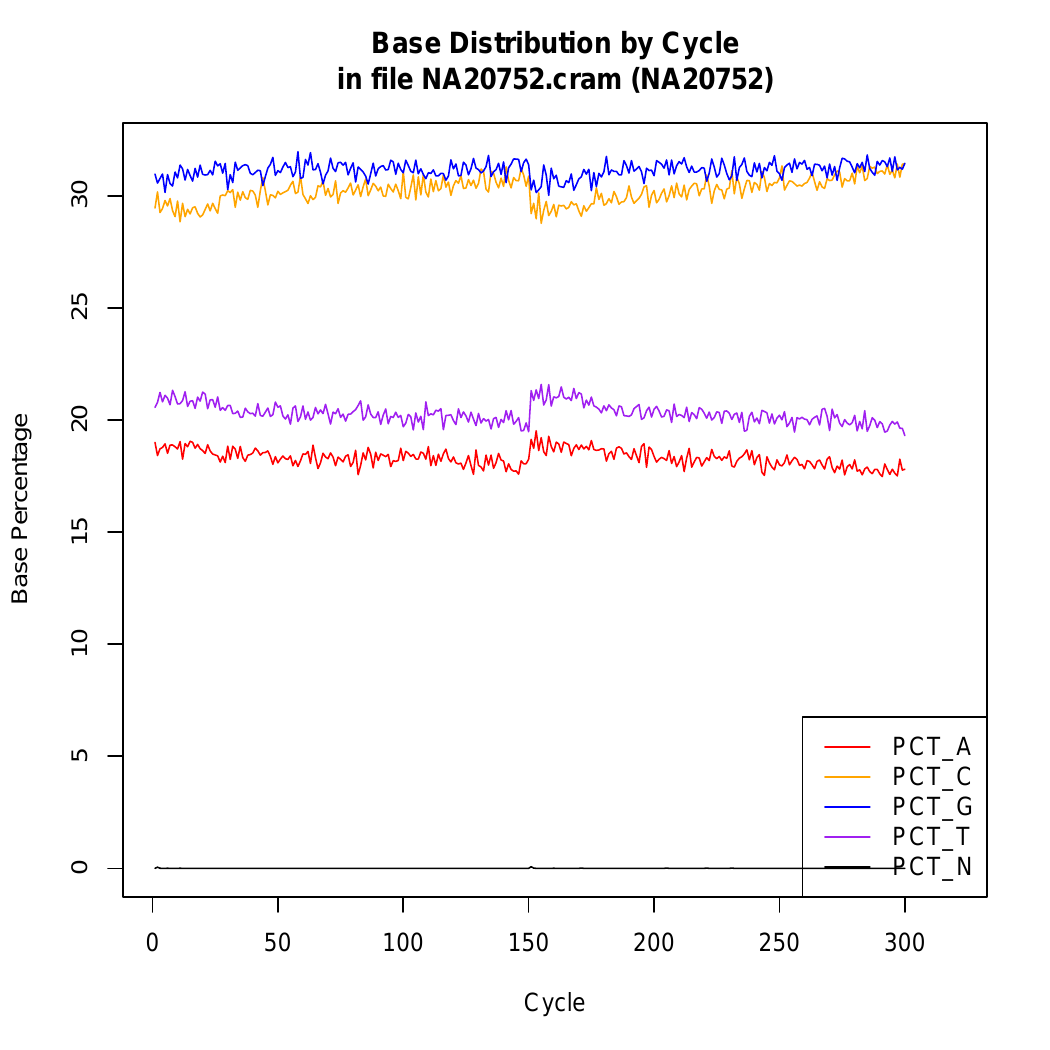 Base Distribution by Cycle
in file NA20752.cram (NA20752)
Base Percentage
30
25
20
15
10
5
0
PCT_A
PCT_C
PCT_G
PCT_T
PCT_N
0 50 100 150 200 250 300
Cycle